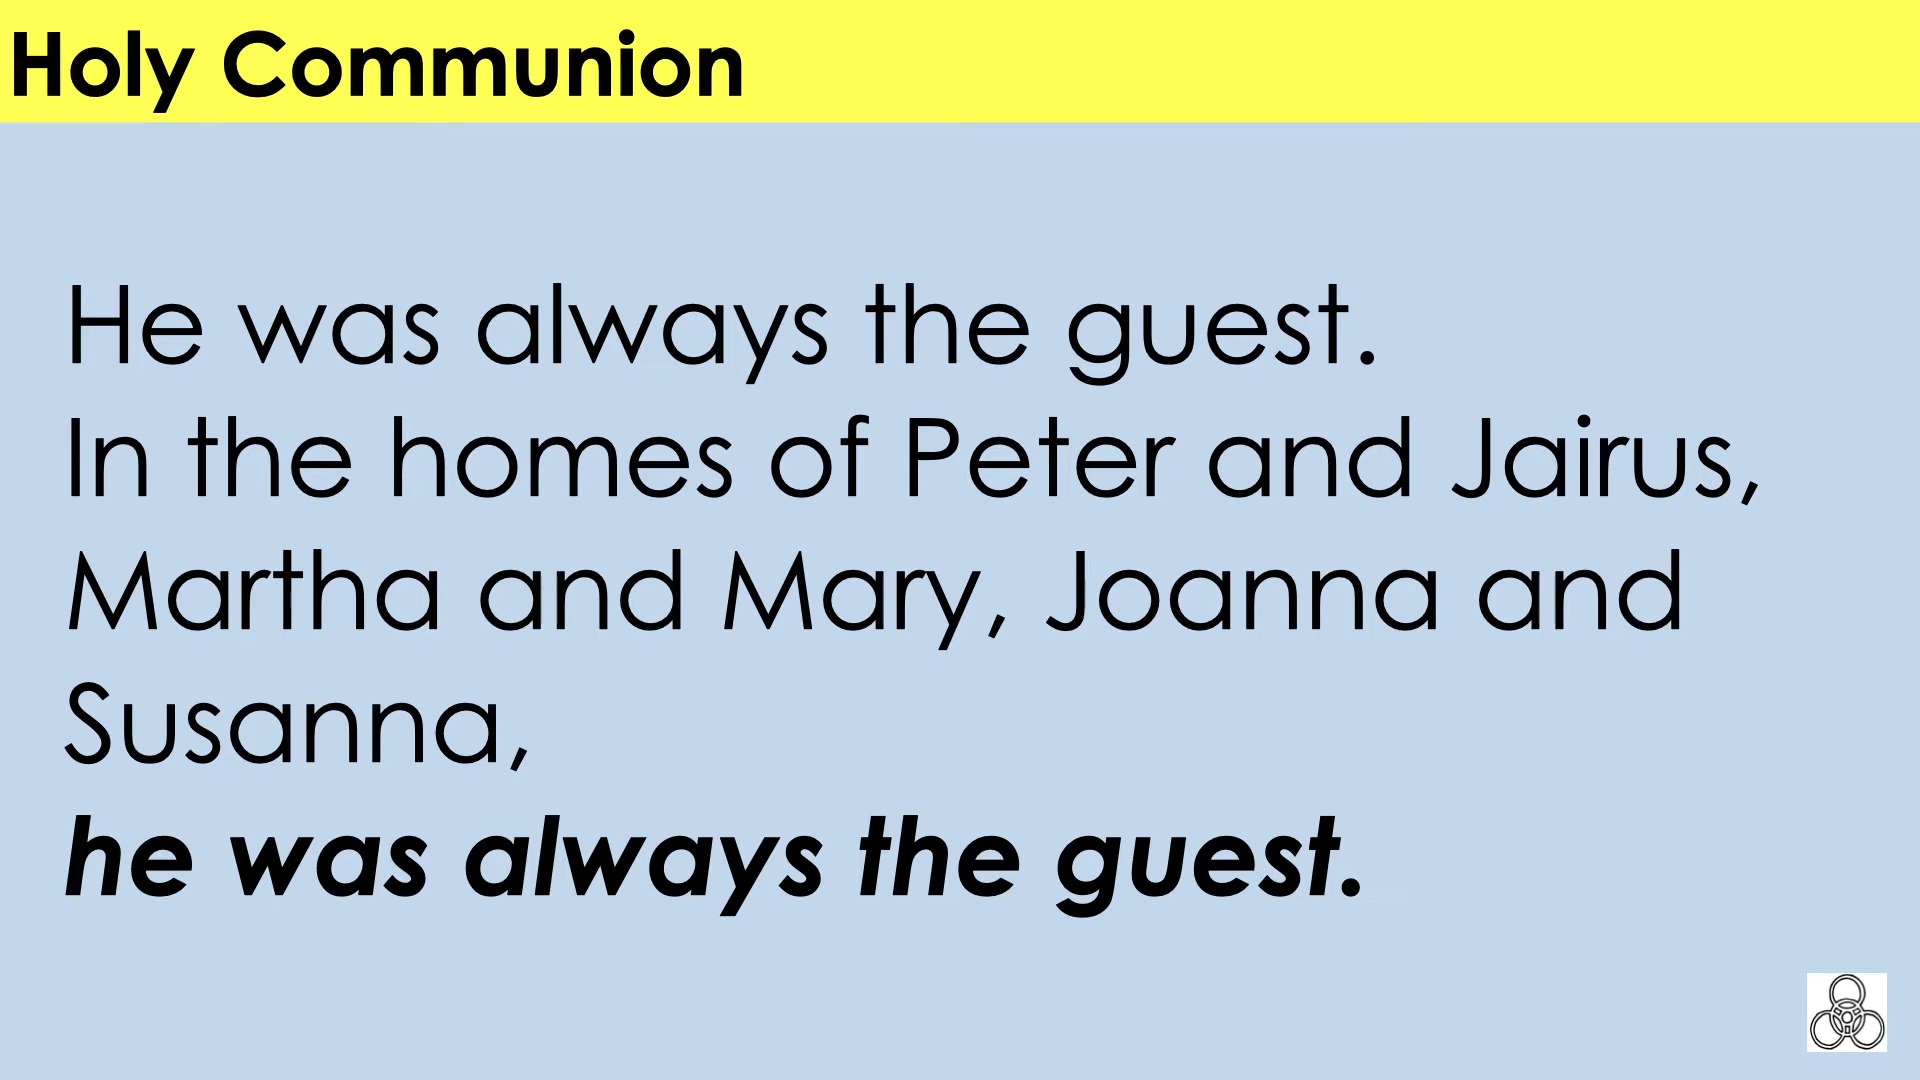 Holy Communion
He was always the guest.
In the homes of Peter and Jairus,
Martha and Mary, Joanna and
Susanna,
he was always the guest.